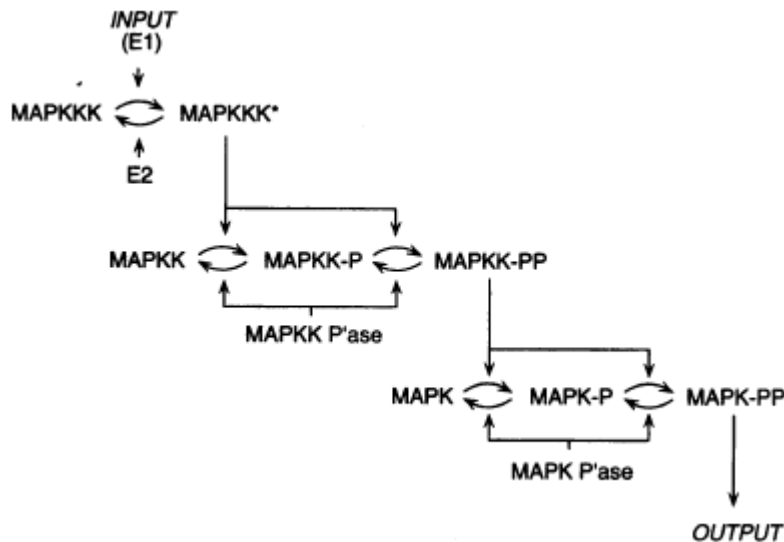 INPUT
(E1)
MAPKKK MAPKKK*
E2
MAPKK MAPKK-P MAPKK-PP
MAPKK P'ase
MAPK MAPK-P MAPK-PP
MAPK P'ase
OUTPUT